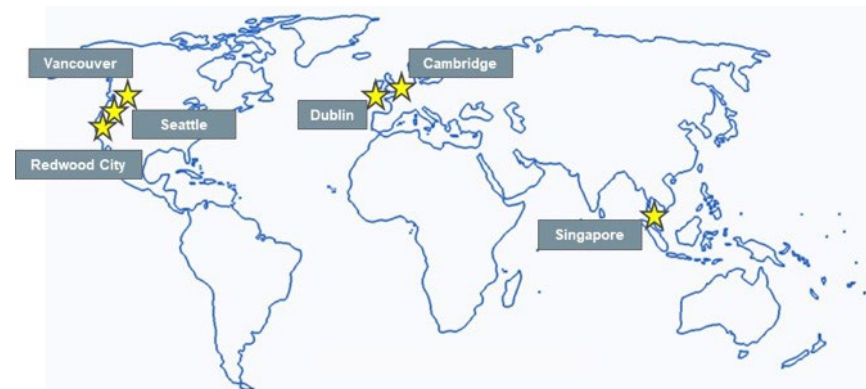 Vancouver
Cambridge
Dublin
Seattle
Redwood City
Singapore